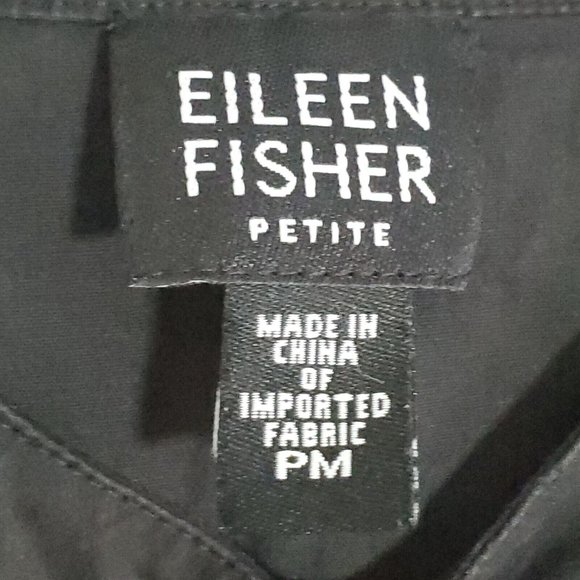 EILEEN
FISHER
PETITE
MADE IN
CHINA
OF
IMPORTED
FABRIC
PM